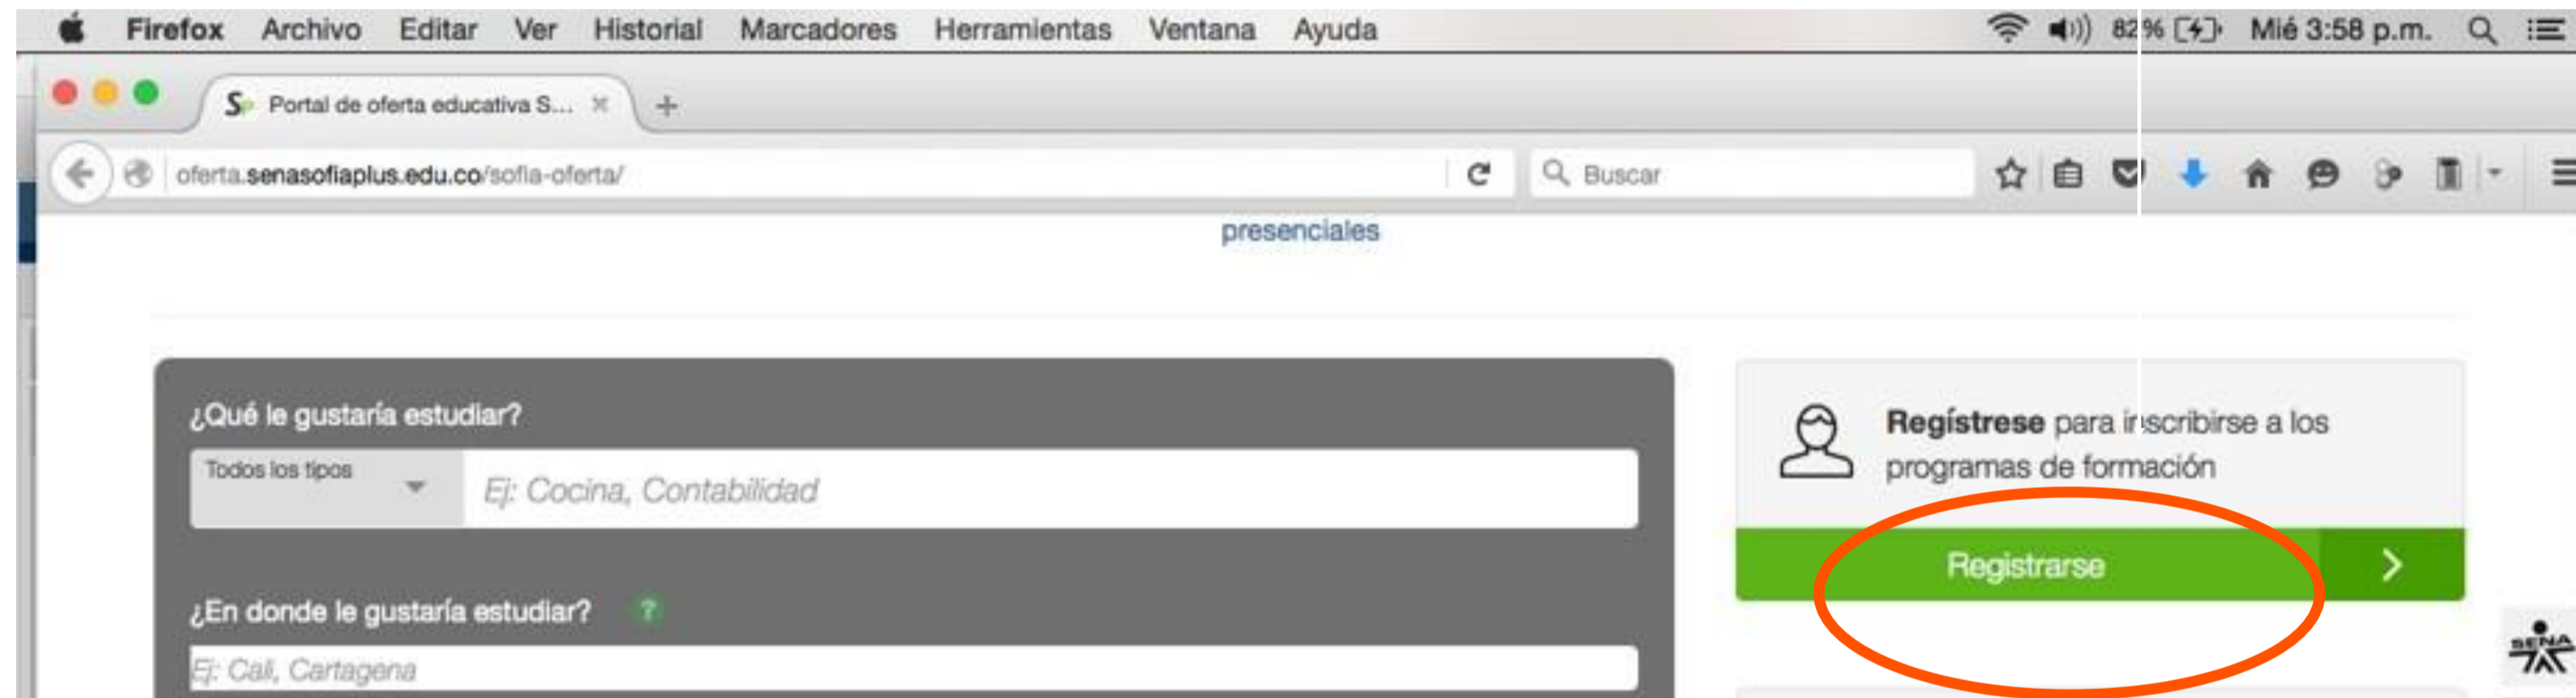 Firefox Archivo Editar Ver Historial Marcadores Herramientas Ventana Ayuda 82% Mié 3:58 p.m.
Portal de oferta educativa S...
oferta.senasofiaplus.edu.co/sofia-oferta/ Buscar
presenciales
¿Qué le gustaría estudiar?
Todos los tipos Ej: Cocina, Contabilidad
Regístrese para inscribirse a los
programas de formación
Registrarse
¿En donde le gustaría estudiar? ?
Ej: Cali, Cartagena
SENA